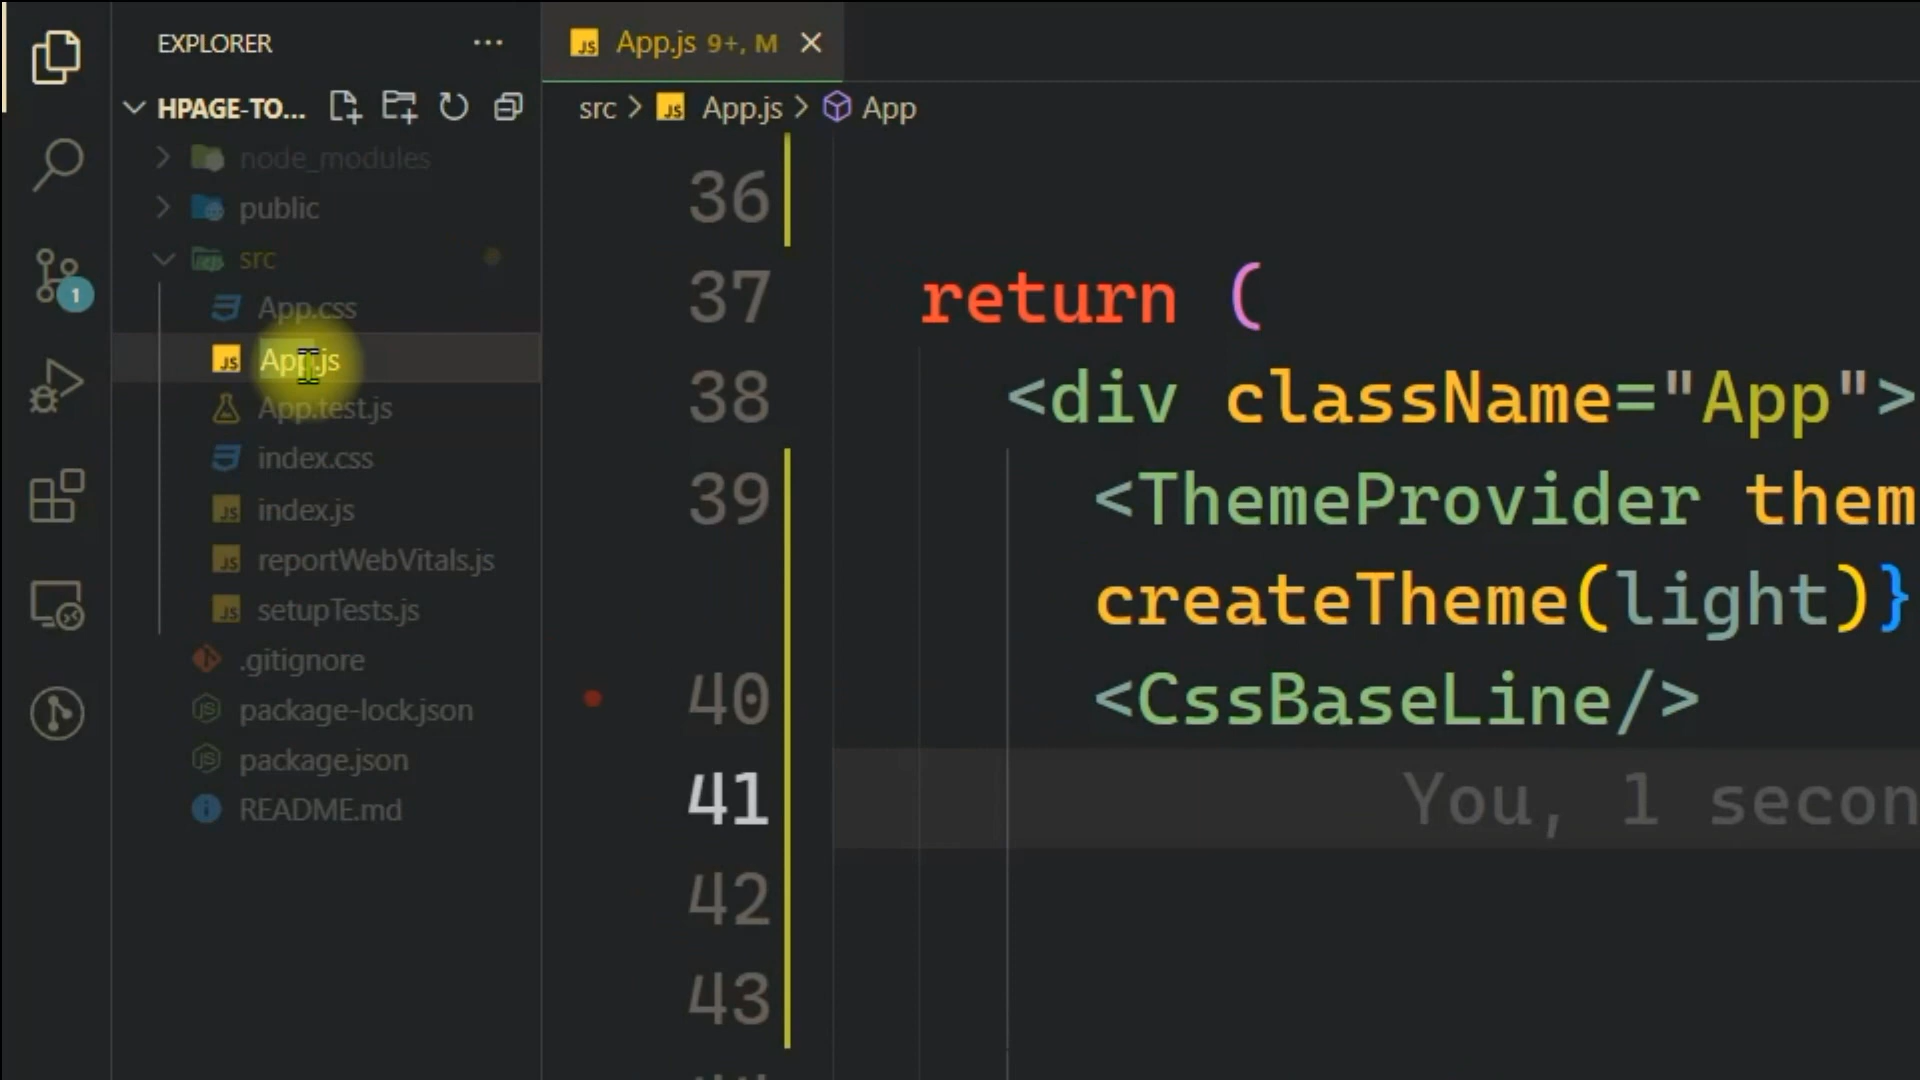 EXPLORER
HPAGE-TO...
node_modules
public
src
App.css
App.js
App.test.js
index.css
index.js
reportWebVitals.js
setupTests.js
.gitignore
package-lock.json
package.json
README.md
1
App.js 9+, M
src > App.js > App
36
37 return (
38 <div className="App">
39 <ThemeProvider them
createTheme(light)}
40 <CssBaseLine/>
41 You, 1 secon
42
43